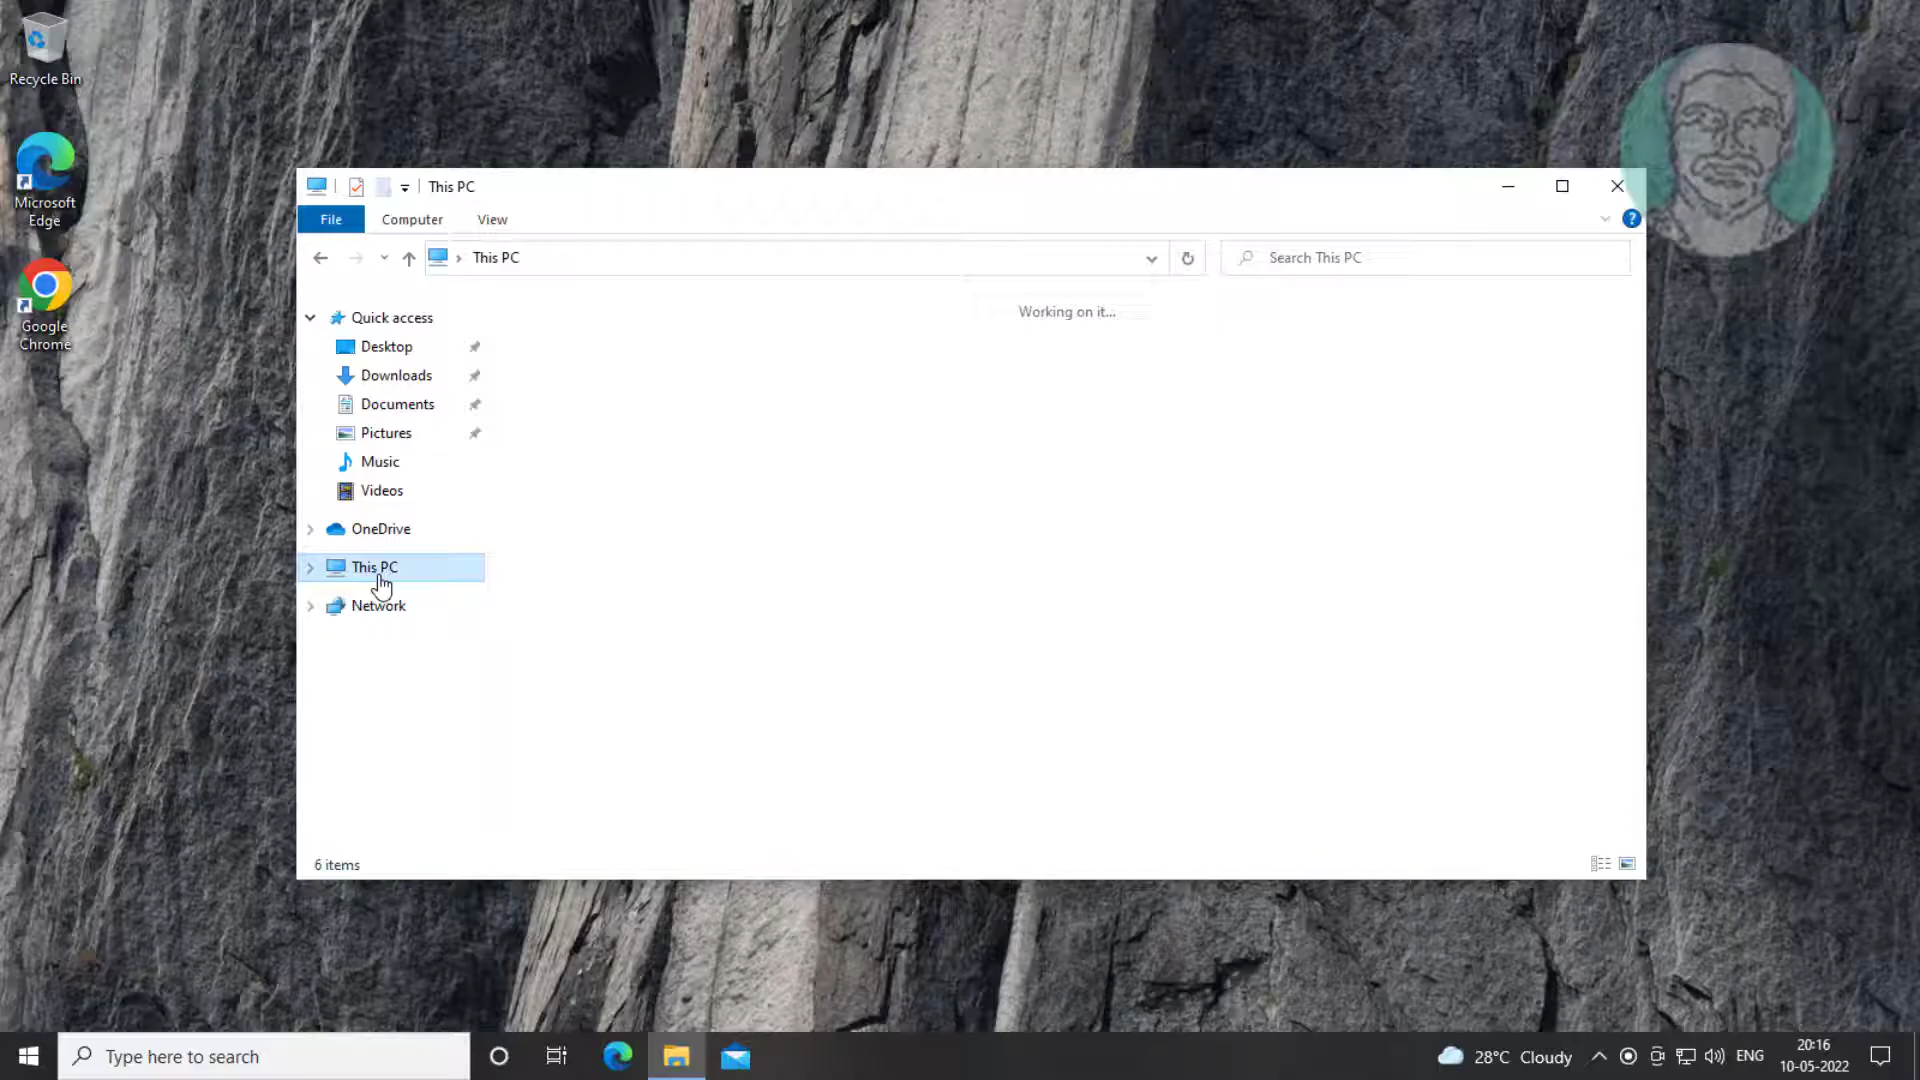 Recycle Bin
Microsoft
Edge
Google
Chrome
This PC
File
Computer
View
This PC
Search This PC
Working on it...
Quick access
Desktop
Downloads
Documents
Pictures
Music
Videos
OneDrive
This PC
Network
6 items
Type here to search
28°C Cloudy
ENG
20:16
10-05-2022